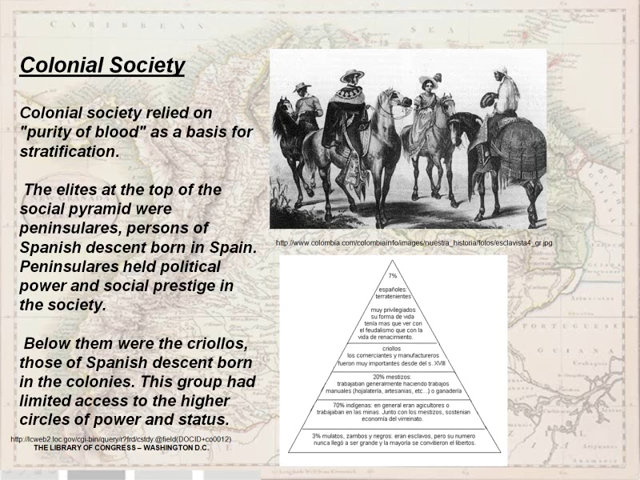 Colonial Society
Colonial society relied on
"purity of blood" as a basis for
stratification.
The elites at the top of the
social pyramid were
peninsulares, persons of
Spanish descent born in Spain.
Peninsulares held political
power and social prestige in
the society.
Below them were the criollos,
those of Spanish descent born
in the colonies. This group had
limited access to the higher
circles of power and status.
http://lcweb2.loc.gov/cgi-bin/query/r?frd/cstdy:@field(DOCID+co0012)
THE LIBRARY OF CONGRESS – WASHINGTON D.C.
http://www.colombia.com/colombiainfo/images/nuestra_historia/fotos/esclavista4_gr.jpg
7%
españoles:
terratenientes
muy privilegiados
su forma de vida
tenía mas que ver con
el feudalismo que con la
vida de renacimiento.
criollos
los comerciantes y manufactureros
fueron muy importantes desde del s. XVIII
20% mestizos:
trabajaban generalmente haciendo trabajos
manuales (hojalatería, artesanías, etc...) o ganadería
70% indígenas: en general eran agicultores o
trabajaban en las minas. Junto con los mestizos, sostenían
economía del virreinato.
3% mulatos, zambos y negros: eran esclavos, pero su numero
nunca llegó a ser grande y la mayoría se convitieron el libertos.